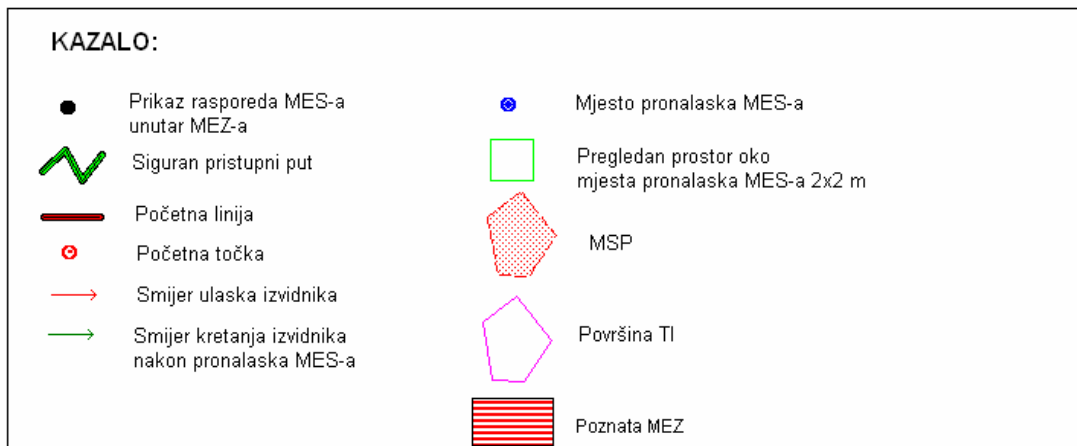 KAZALO:
Prikaz rasporeda MES-a
unutar MEZ-a
Siguran pristupni put
Početna linija
Početna točka
Smijer ulaska izvidnika
Smijer kretanja izvidnika
nakon pronalaska MES-a
Mjesto pronalaska MES-a
Pregledan prostor oko
mjesta pronalaska MES-a 2x2 m
MSP
Površina TI
Poznata MEZ